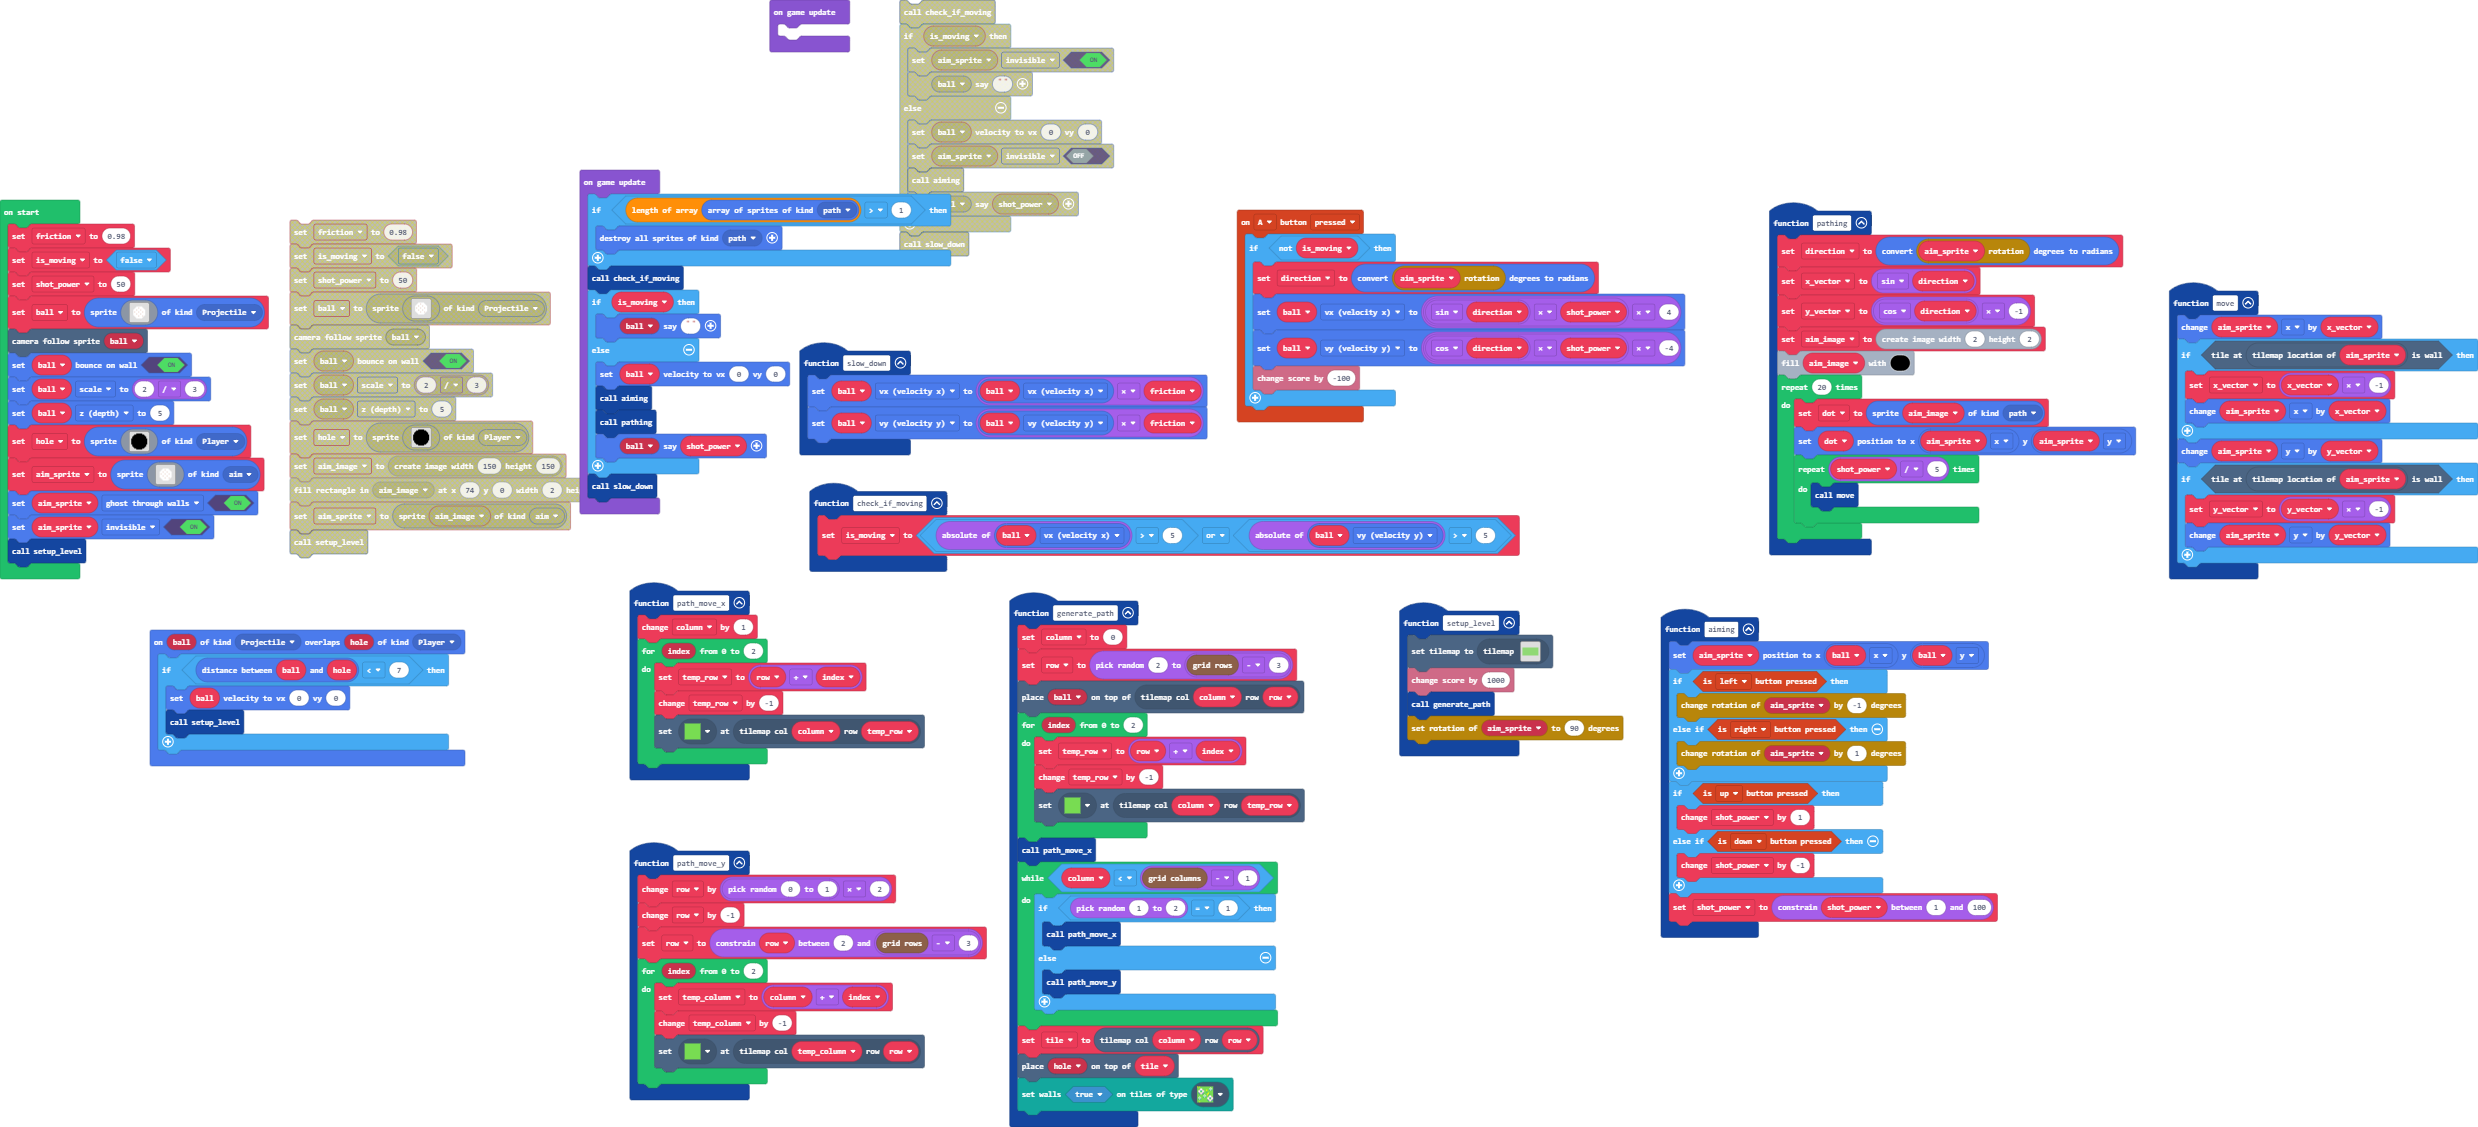 on start
set friction to 0.98
set is_moving to false
set shot_power to 50
set ball to sprite of kind Projectile
camera follow sprite ball
set ball bounce on wall ON
set ball scale to 2 / 3
set ball z (depth) to 5
set hole to sprite of kind Player
set aim_sprite to sprite of kind aim
set aim_sprite ghost through walls ON
set aim_sprite invisible ON
call setup_level
set friction to 0.98
set is_moving to false
set shot_power to 50
set ball to sprite of kind Projectile
camera follow sprite ball
set ball bounce on wall ON
set ball scale to 2 / 3
set ball z (depth) to 5
set hole to sprite of kind Player
set aim_image to create image width 150 height 150
fill rectangle in aim_image at x 74 y 0 width 2 hei
set aim_sprite to sprite aim_image of kind aim
call setup_level
on game update
call check_if_moving
if is_moving then
set aim_sprite invisible ON
ball say " "
else
set ball velocity to vx 0 vy 0
set aim_sprite invisible OFF
call aiming
say shot_power
call slow_down
on game update
if length of array array of sprites of kind path > 1 then
destroy all sprites of kind path
call check_if_moving
if is_moving then
ball say " "
else
set ball velocity to vx 0 vy 0
call aiming
call pathing
ball say shot_power
call slow_down
function slow_down
set ball vx (velocity x) to ball vx (velocity x) × friction
set ball vy (velocity y) to ball vy (velocity y) × friction
function check_if_moving
set is_moving to absolute of ball vx (velocity x) > 5 or absolute of ball vy (velocity y) > 5
on A button pressed
if not is_moving then
set direction to convert aim_sprite rotation degrees to radians
set ball vx (velocity x) to sin direction × shot_power × 4
set ball vy (velocity y) to cos direction × shot_power × -4
change score by -100
function pathing
set direction to convert aim_sprite rotation degrees to radians
set x_vector to sin direction
set y_vector to cos direction × -1
set aim_image to create image width 2 height 2
fill aim_image with
repeat 20 times
do
set dot to sprite aim_image of kind path
set dot position to x aim_sprite x y aim_sprite y
repeat shot_power / 5 times
do
call move
function move
change aim_sprite x by x_vector
if tile at tilemap location of aim_sprite is wall then
set x_vector to x_vector × -1
change aim_sprite x by x_vector
change aim_sprite y by y_vector
if tile at tilemap location of aim_sprite is wall then
set y_vector to y_vector × -1
change aim_sprite y by y_vector
on ball of kind Projectile overlaps hole of kind Player
if distance between ball and hole < 7 then
set ball velocity to vx 0 vy 0
call setup_level
function path_move_x
change column by 1
for index from 0 to 2
do
set temp_row to row + index
change temp_row by -1
set at tilemap col column row temp_row
function path_move_y
change row by pick random 0 to 1 × 2
change row by -1
set row to constrain row between 2 and grid rows - 3
for index from 0 to 2
do
set temp_column to column + index
change temp_column by -1
set at tilemap col temp_column row row
function generate_path
set column to 0
set row to pick random 2 to grid rows - 3
place ball on top of tilemap col column row row
for index from 0 to 2
do
set temp_row to row + index
change temp_row by -1
set at tilemap col column row temp_row
call path_move_x
while column < grid columns - 1
do
if pick random 1 to 2 = 1 then
call path_move_x
else
call path_move_y
set tile to tilemap col column row row
place hole on top of tile
set walls true on tiles of type
function setup_level
set tilemap to tilemap
change score by 1000
call generate_path
set rotation of aim_sprite to 90 degrees
function aiming
set aim_sprite position to x ball x y ball y
if is left button pressed then
change rotation of aim_sprite by -1 degrees
else if is right button pressed then
change rotation of aim_sprite by 1 degrees
if is up button pressed then
change shot_power by 1
else if is down button pressed then
change shot_power by -1
set shot_power to constrain shot_power between 1 and 100